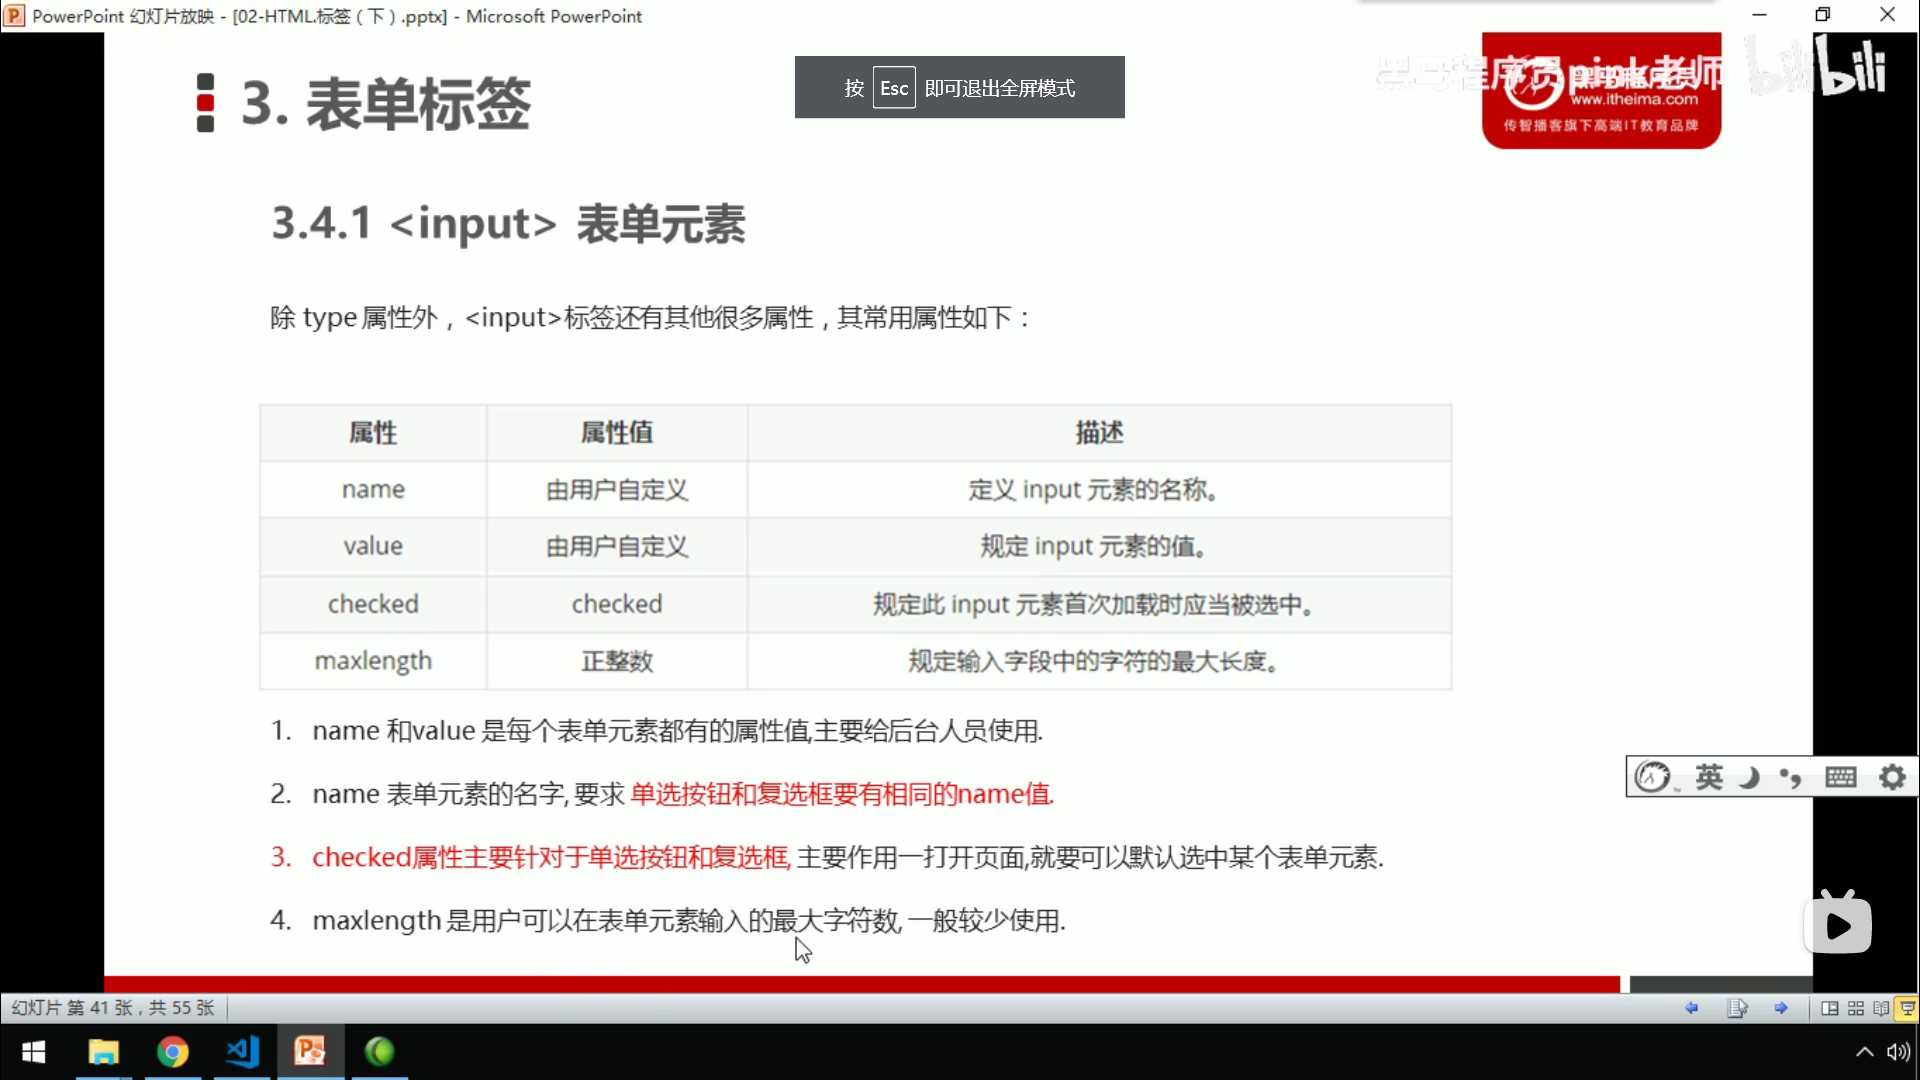 PowerPoint 幻灯片放映 - [02-HTML标签（下）.pptx] - Microsoft PowerPoint
按 Esc 即可退出全屏模式
黑马程序员pink老师
bilibili
www.itheima.com
传智播客旗下高端IT教育品牌
3. 表单标签
3.4.1 <input> 表单元素
除 type 属性外，<input>标签还有其他很多属性，其常用属性如下：
属性 属性值 描述
name 由用户自定义 定义 input 元素的名称。
value 由用户自定义 规定 input 元素的值。
checked checked 规定此 input 元素首次加载时应当被选中。
maxlength 正整数 规定输入字段中的字符的最大长度。
1. name 和value 是每个表单元素都有的属性值,主要给后台人员使用.
2. name 表单元素的名字, 要求 单选按钮和复选框要有相同的name值.
3. checked属性主要针对于单选按钮和复选框, 主要作用一打开页面,就要可以默认选中某个表单元素.
4. maxlength 是用户可以在表单元素输入的最大字符数, 一般较少使用.
英
幻灯片 第 41 张，共 55 张